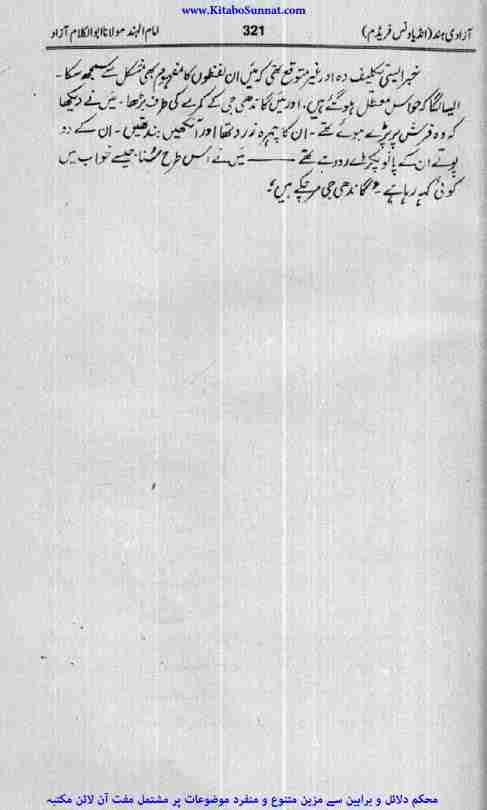 www.KitaboSunnat.com
آزادی ہند (انڈیا ونس فریڈم) 321 امام الہند مولانا ابوالکلام آزاد
خبر ایسی تکلیف دہ اور غیر متوقع تھی کہ میں ان لفظوں کا مفہوم بھی مشکل سے سمجھ سکا۔
ایسا لگا کہ حواس معطل ہو گئے ہیں۔ اور میں گاندھی جی کے کمرے کی طرف بڑھا۔ میں نے دیکھا
کہ وہ فرش پر پڑے ہوئے تھے۔ ان کا چہرہ زرد تھا اور آنکھیں بند تھیں۔ ان کے دو
پوتے ان کے پانو پکڑے رو رہے تھے ــــــ میں نے اس طرح سُنا جیسے خواب میں
کوئی کہہ رہا ہے۔ "گاندھی جی مر چکے ہیں"
محکم دلائل و براہین سے مزین متنوع و منفرد موضوعات پر مشتمل مفت آن لائن مکتبہ